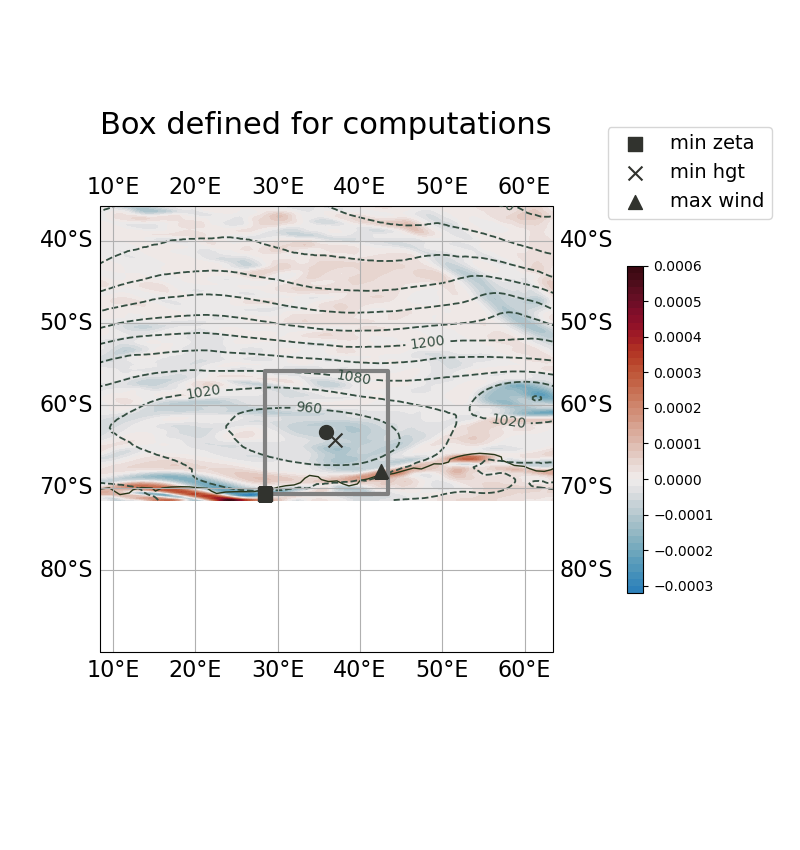 Box defined for computations
min zeta
min hgt
max wind
10°E 20°E 30°E 40°E 50°E 60°E
40°S 40°S
50°S 50°S
60°S 60°S
70°S 70°S
80°S 80°S
10°E 20°E 30°E 40°E 50°E 60°E
1200
1080
1020
960
1020
0.0006
0.0005
0.0004
0.0003
0.0002
0.0001
0.0000
−0.0001
−0.0002
−0.0003